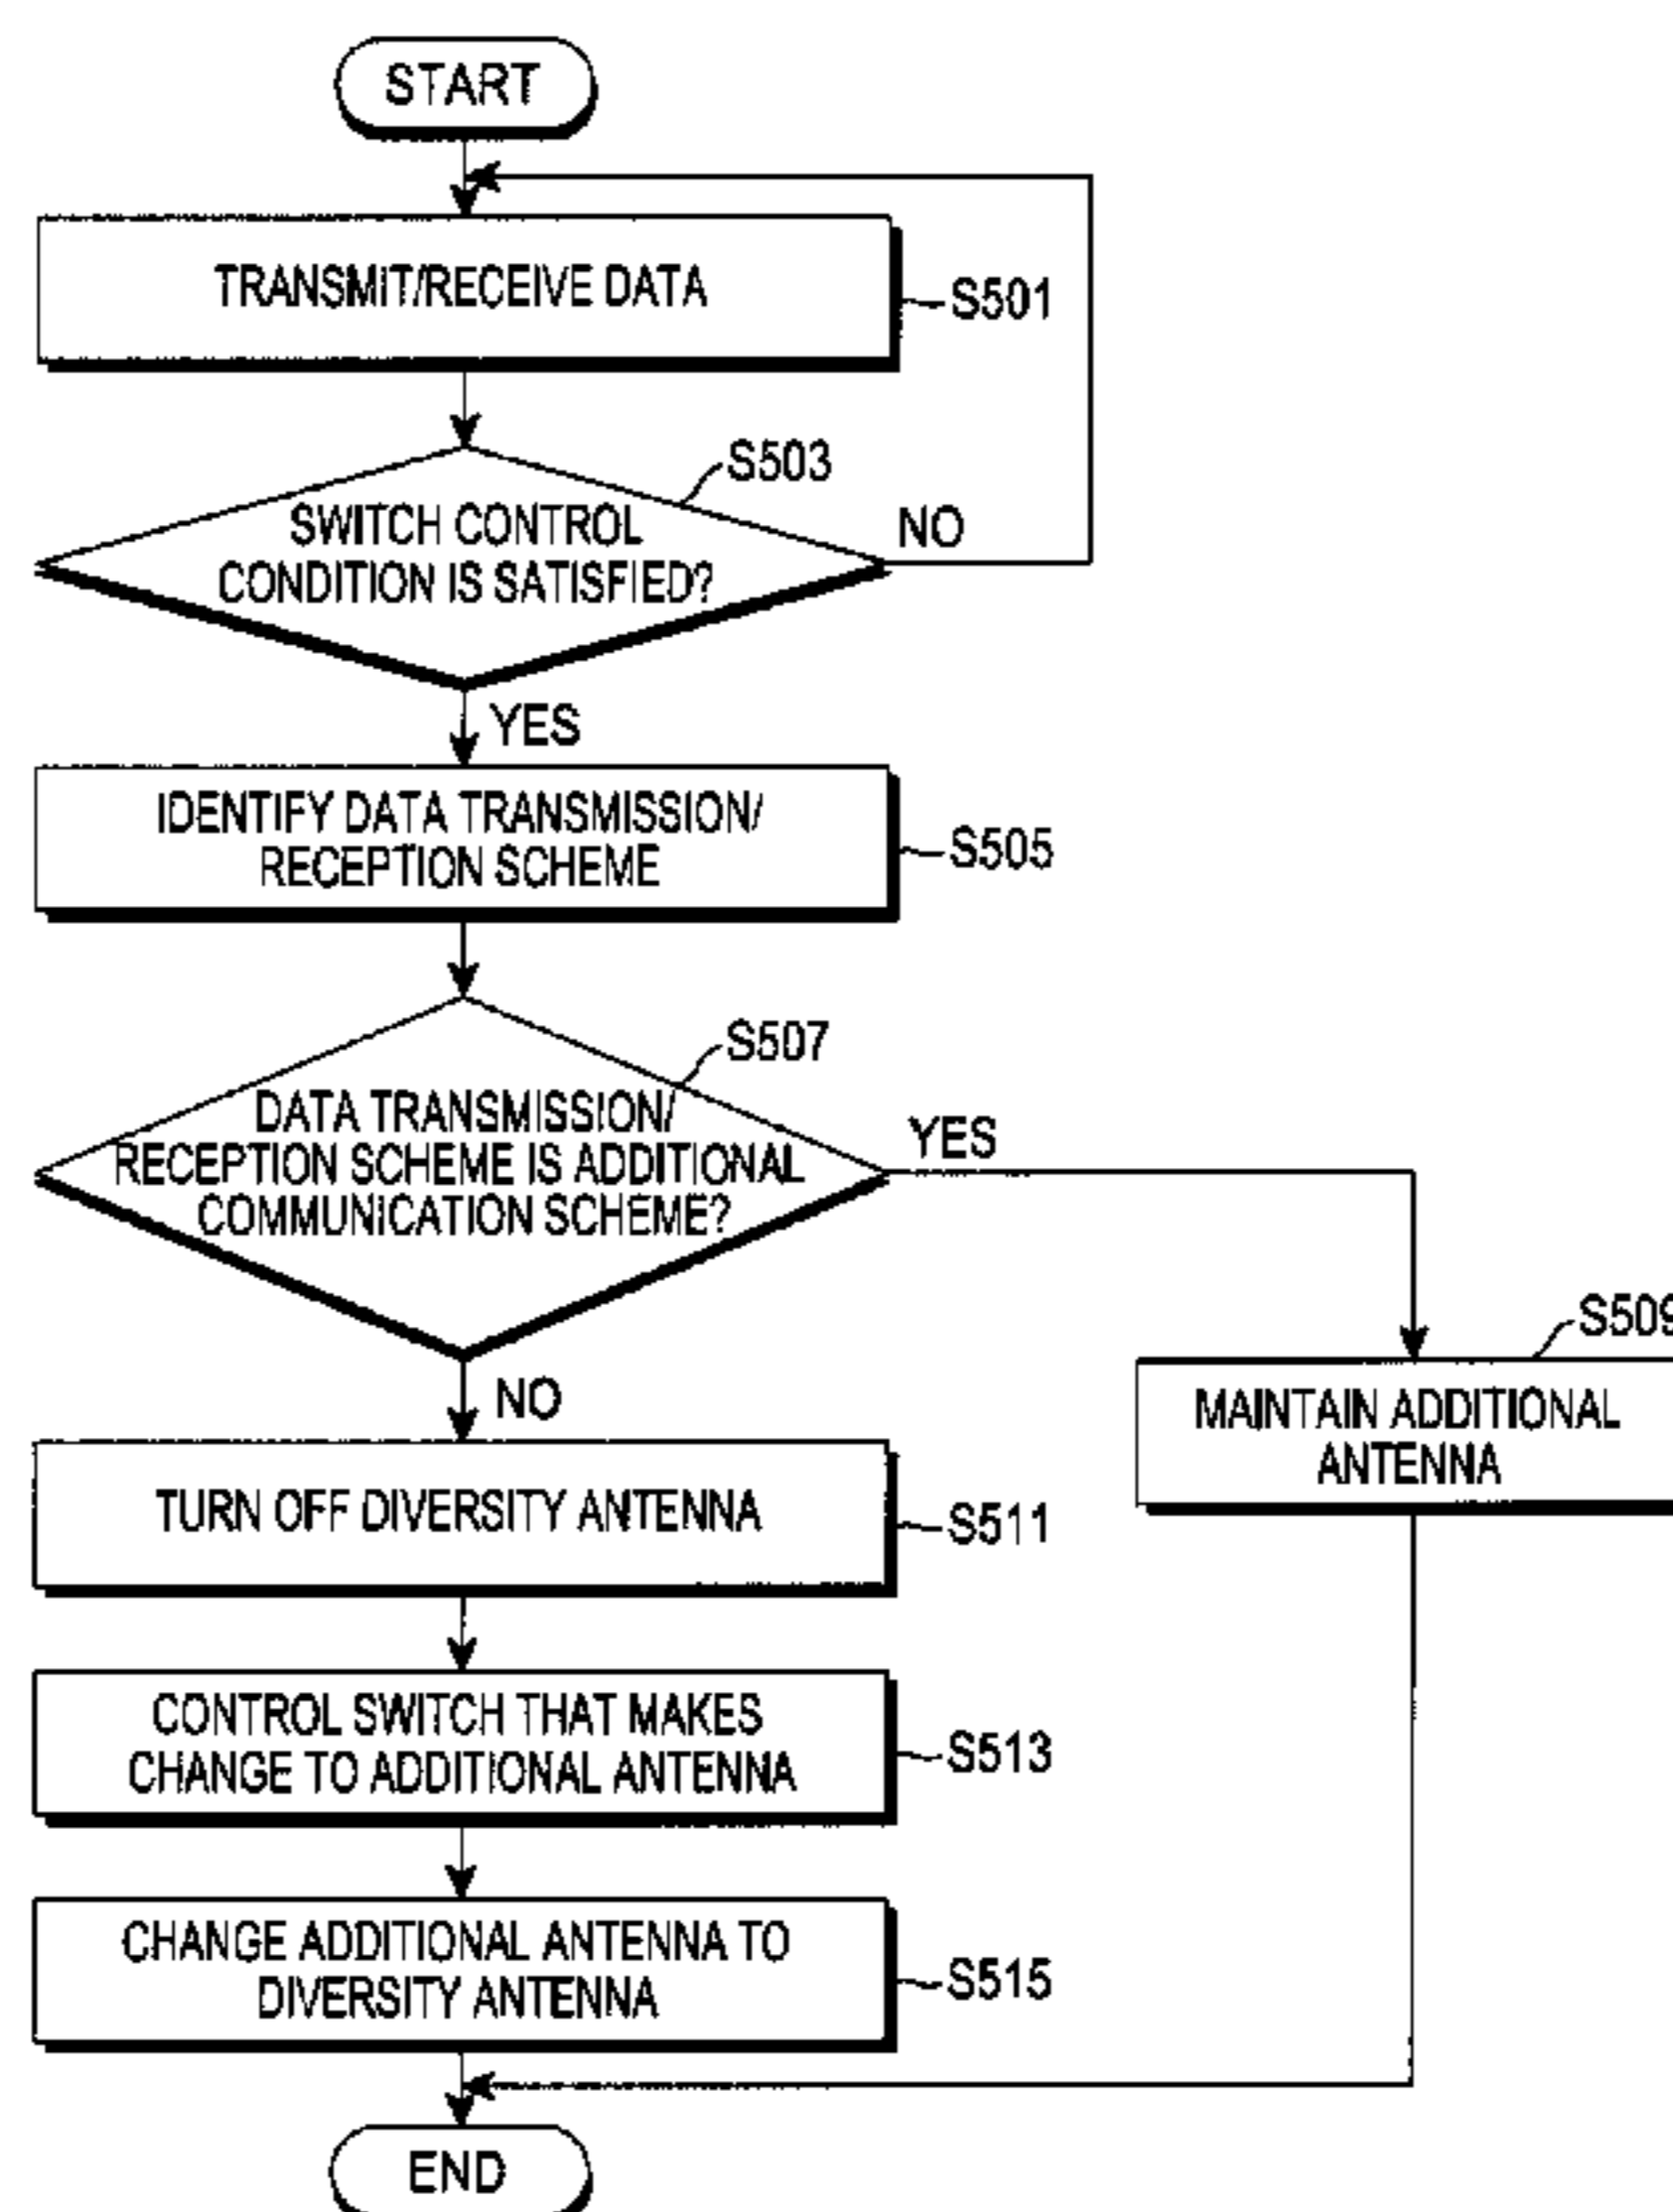 START
TRANSMIT/RECEIVE DATA
S501
S503
SWITCH CONTROL
CONDITION IS SATISFIED?
NO
YES
IDENTIFY DATA TRANSMISSION/
RECEPTION SCHEME
S505
S507
DATA TRANSMISSION/
RECEPTION SCHEME IS ADDITIONAL
COMMUNICATION SCHEME?
YES
S509
MAINTAIN ADDITIONAL
ANTENNA
NO
TURN OFF DIVERSITY ANTENNA
S511
CONTROL SWITCH THAT MAKES
CHANGE TO ADDITIONAL ANTENNA
S513
CHANGE ADDITIONAL ANTENNA TO
DIVERSITY ANTENNA
S515
END